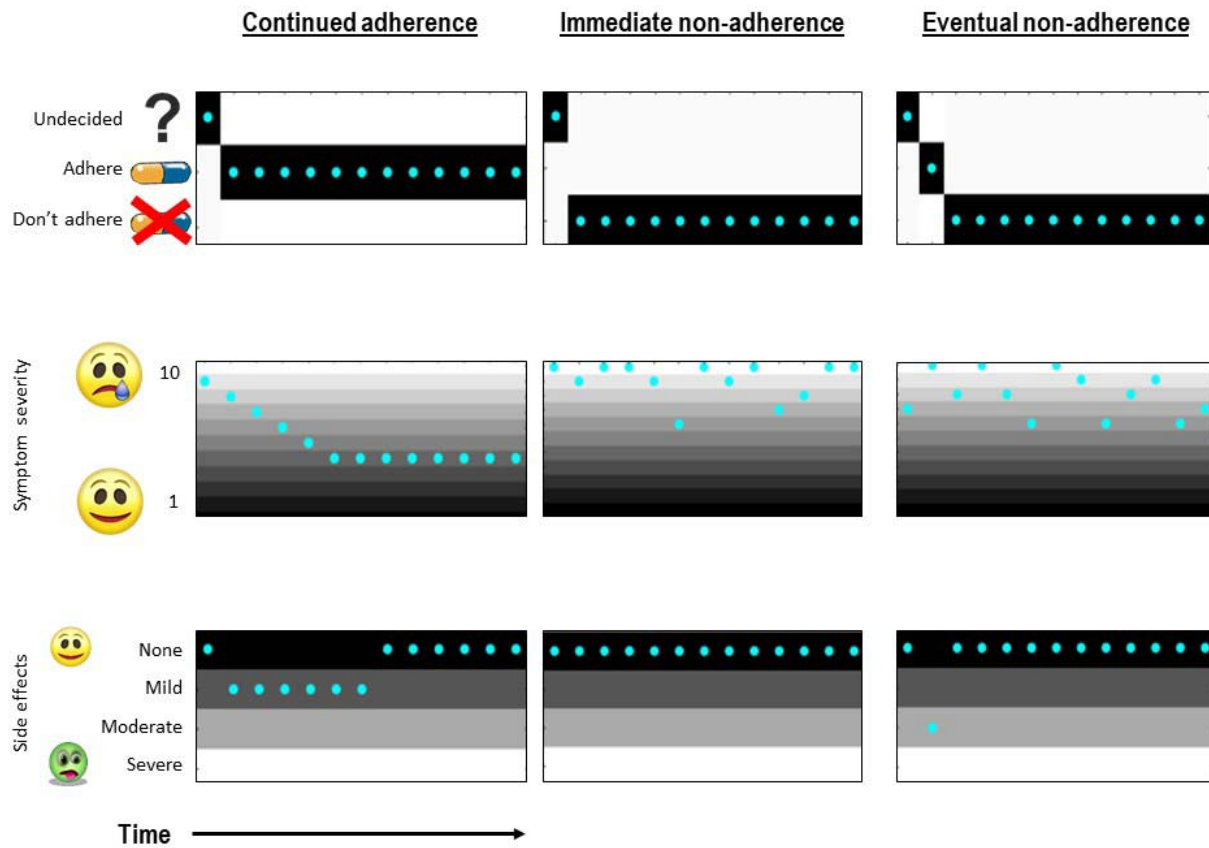 Continued adherence
Immediate non-adherence
Eventual non-adherence
Undecided
?
Adhere
Don't adhere
Symptom severity
10
1
Side effects
None
Mild
Moderate
Severe
Time